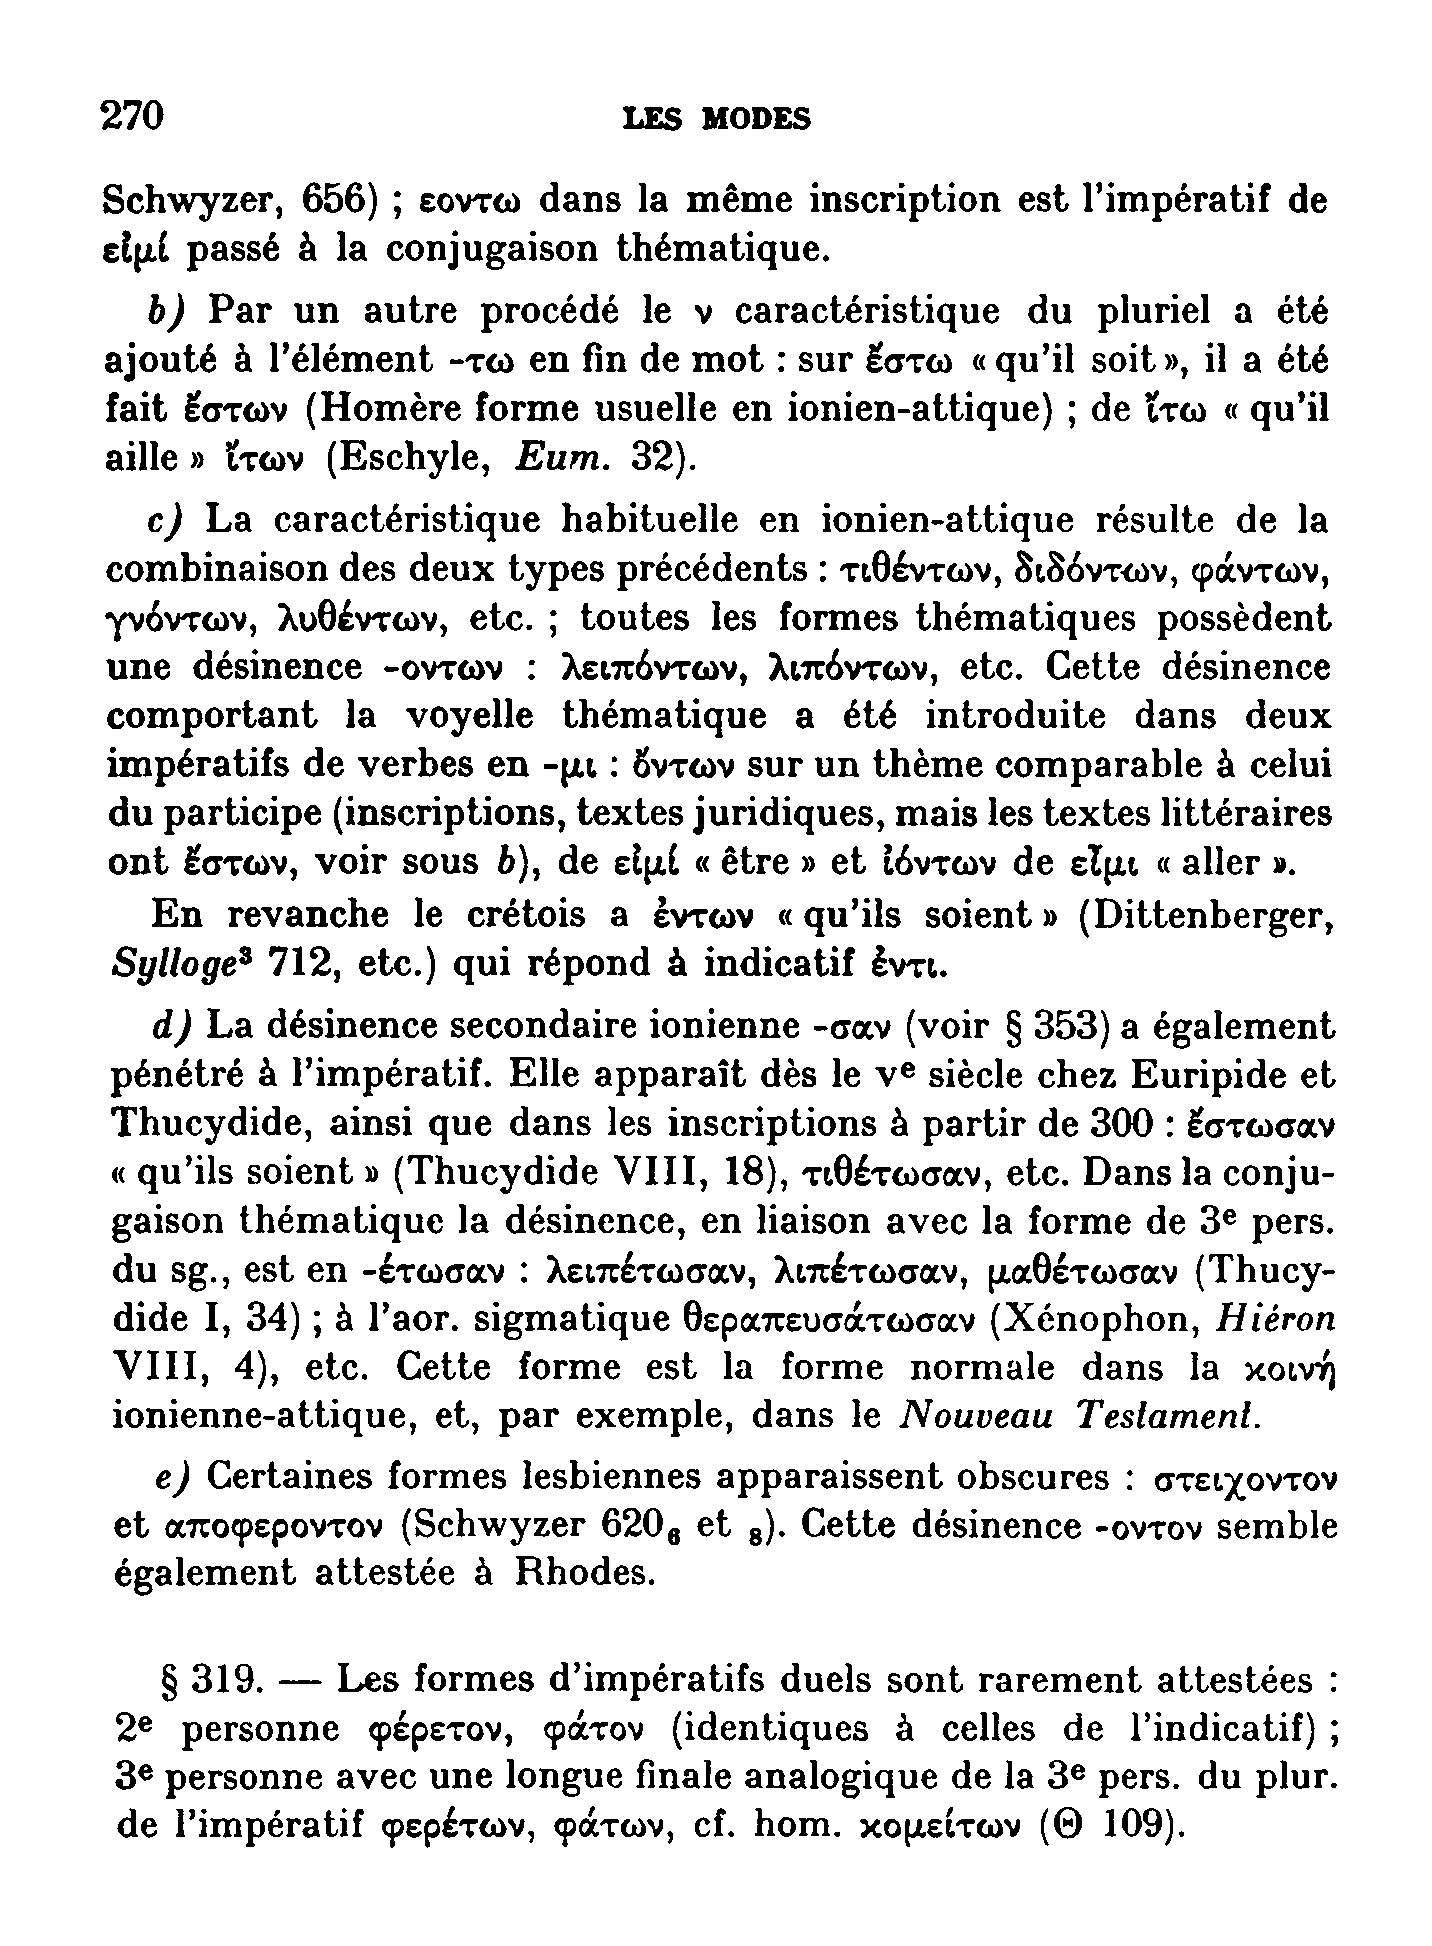 270 LES MODES
Schwyzer, 656) ; εοντω dans la même inscription est l'impératif de
εἰμί passé à la conjugaison thématique.
b) Par un autre procédé le ν caractéristique du pluriel a été
ajouté à l'élément -τω en fin de mot : sur ἔστω « qu'il soit », il a été
fait ἔστων (Homère forme usuelle en ionien-attique) ; de ἴτω « qu'il
aille » ἴτων (Eschyle, Eum. 32).
c) La caractéristique habituelle en ionien-attique résulte de la
combinaison des deux types précédents : τιθέντων, διδόντων, φάντων,
γνόντων, λυθέντων, etc. ; toutes les formes thématiques possèdent
une désinence -οντων : λειπόντων, λιπόντων, etc. Cette désinence
comportant la voyelle thématique a été introduite dans deux
impératifs de verbes en -μι : ὄντων sur un thème comparable à celui
du participe (inscriptions, textes juridiques, mais les textes littéraires
ont ἔστων, voir sous b), de εἰμί « être » et ἰόντων de εἶμι « aller ».
En revanche le crétois a ἐντων « qu'ils soient » (Dittenberger,
Sylloge³ 712, etc.) qui répond à indicatif ἐντι.
d) La désinence secondaire ionienne -σαν (voir § 353) a également
pénétré à l'impératif. Elle apparaît dès le vᵉ siècle chez Euripide et
Thucydide, ainsi que dans les inscriptions à partir de 300 : ἔστωσαν
« qu'ils soient » (Thucydide VIII, 18), τιθέτωσαν, etc. Dans la conju-
gaison thématique la désinence, en liaison avec la forme de 3ᵉ pers.
du sg., est en -έτωσαν : λειπέτωσαν, λιπέτωσαν, μαθέτωσαν (Thucy-
dide I, 34) ; à l'aor. sigmatique θεραπευσάτωσαν (Xénophon, Hiéron
VIII, 4), etc. Cette forme est la forme normale dans la κοινή
ionienne-attique, et, par exemple, dans le Nouveau Testament.
e) Certaines formes lesbiennes apparaissent obscures : στειχοντον
et αποφεροντον (Schwyzer 620₆ et ₈). Cette désinence -οντον semble
également attestée à Rhodes.
§ 319. — Les formes d'impératifs duels sont rarement attestées :
2ᵉ personne φέρετον, φάτον (identiques à celles de l'indicatif) ;
3ᵉ personne avec une longue finale analogique de la 3ᵉ pers. du plur.
de l'impératif φερέτων, φάτων, cf. hom. κομείτων (Θ 109).